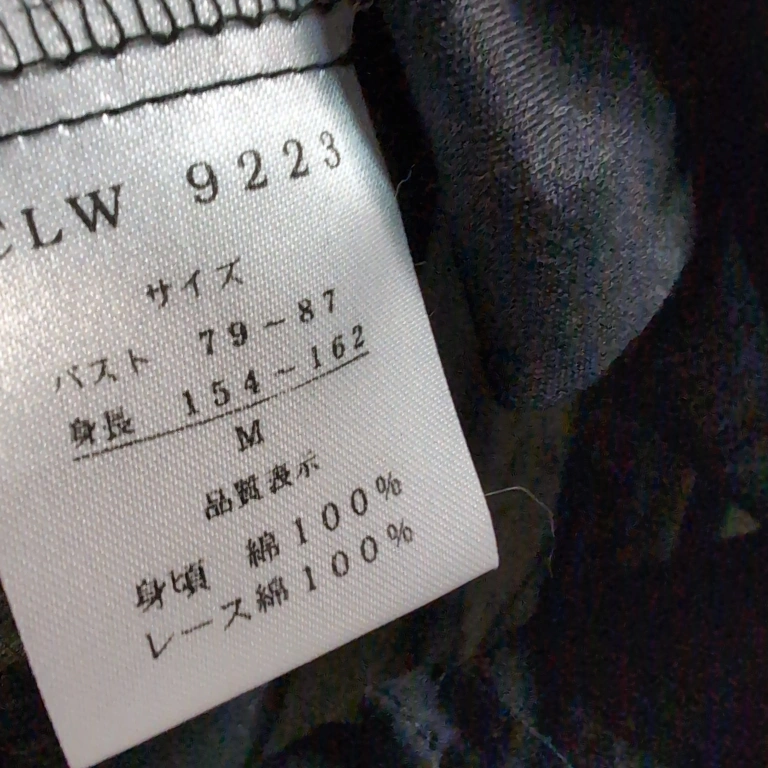 CLW 9223
サイズ
バスト 79~87
身長 154~162
M
品質表示
身頃 綿100%
レース綿100%